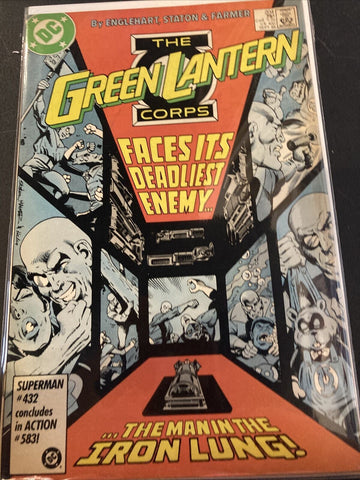 By ENGLEHART, STATON & FARMER
DC
THE
GREEN LANTERN
CORPS
FACES ITS
DEADLIEST
ENEMY.
SUPERMAN
#432
concludes
in ACTION
#583!
DC
...THE MAN IN THE
IRON LUNG!